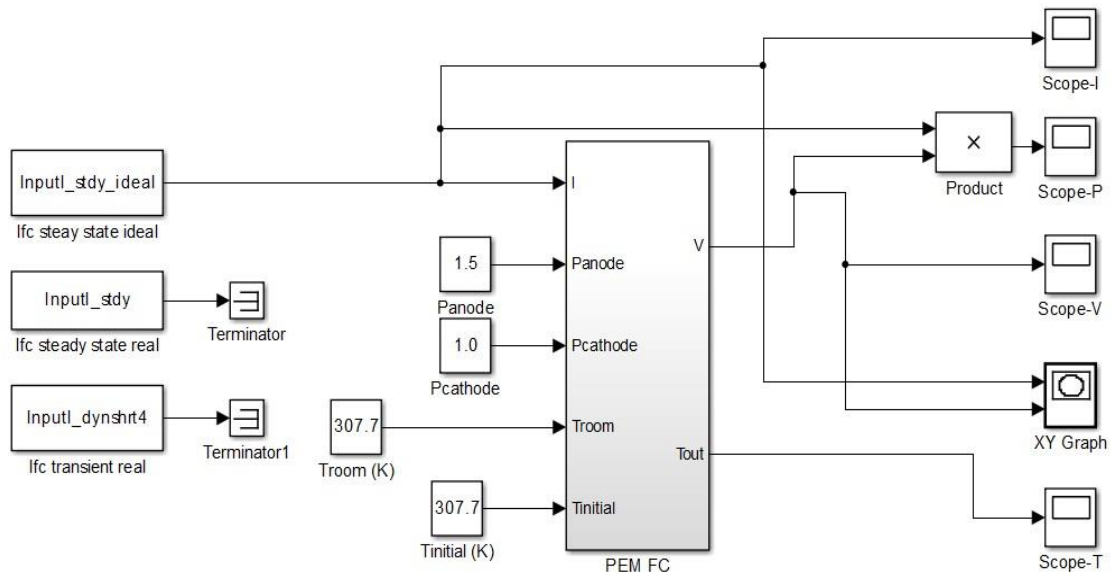 Scope-I
InputI_stdy_ideal
Ifc steay state ideal
I
×
Product
Scope-P
V
1.5
Panode
Panode
Scope-V
InputI_stdy
Ifc steady state real
Terminator
1.0
Pcathode
Pcathode
InputI_dynshrt4
Ifc transient real
Terminator1
307.7
Troom (K)
Troom
XY Graph
Tout
307.7
Tinitial (K)
Tinitial
PEM FC
Scope-T